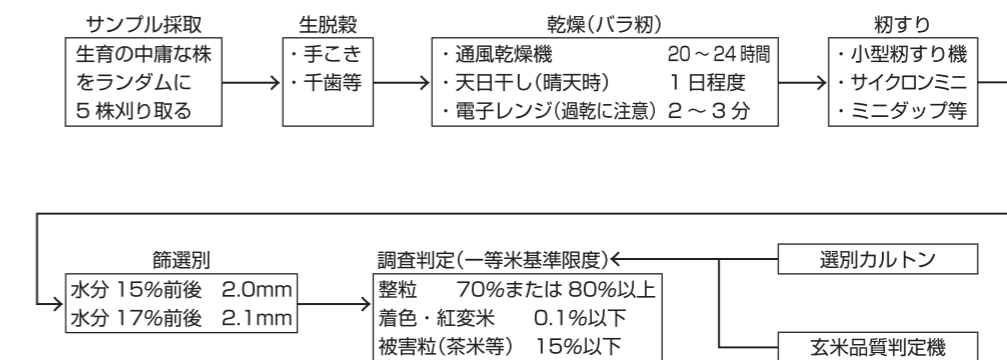 サンプル採取
生育の中庸な株
をランダムに
5 株刈り取る
生脱穀
・手こき
・千歯等
乾燥(バラ籾)
・通風乾燥機 20～24時間
・天日干し(晴天時) 1日程度
・電子レンジ(過乾に注意) 2～3分
籾すり
・小型籾すり機
・サイクロンミニ
・ミニダップ等
篩選別
水分 15%前後 2.0mm
水分 17%前後 2.1mm
調査判定(一等米基準限度)
整粒 70%または 80%以上
着色・紅変米 0.1%以下
被害粒(茶米等) 15%以下
選別カルトン
玄米品質判定機